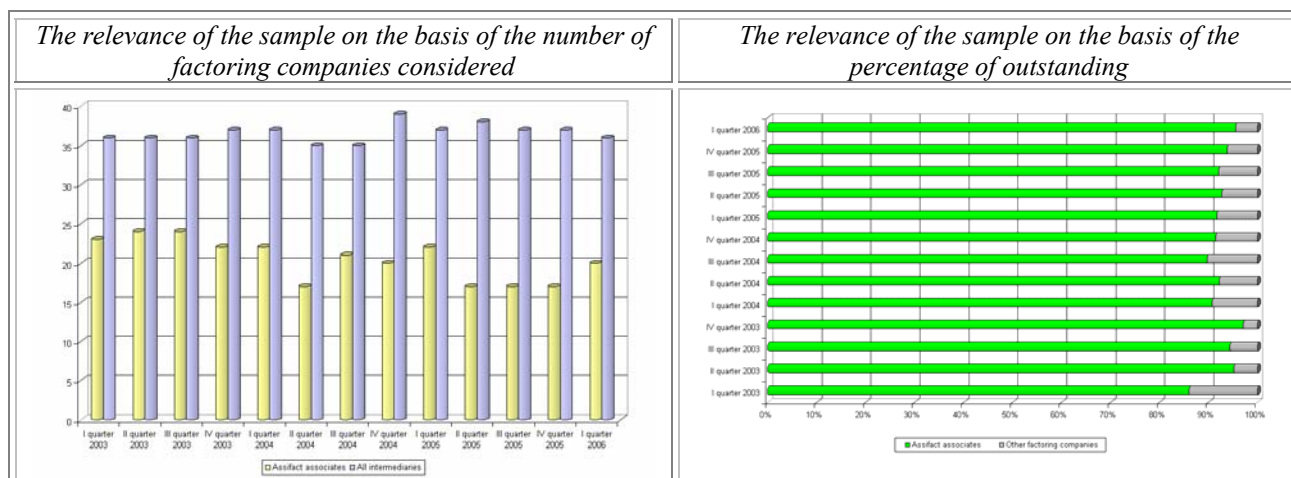 The relevance of the sample on the basis of the number of
factoring companies considered
The relevance of the sample on the basis of the
percentage of outstanding
40
35
30
25
20
15
10
5
0
I quarter 2003
II quarter 2003
III quarter 2003
IV quarter 2003
I quarter 2004
II quarter 2004
III quarter 2004
IV quarter 2004
I quarter 2005
II quarter 2005
III quarter 2005
IV quarter 2005
I quarter 2006
Assifact associates All intermediaries
I quarter 2006
IV quarter 2005
III quarter 2005
II quarter 2005
I quarter 2005
IV quarter 2004
III quarter 2004
II quarter 2004
I quarter 2004
IV quarter 2003
III quarter 2003
II quarter 2003
I quarter 2003
0% 10% 20% 30% 40% 50% 60% 70% 80% 90% 100%
Assifact associates Other factoring companies